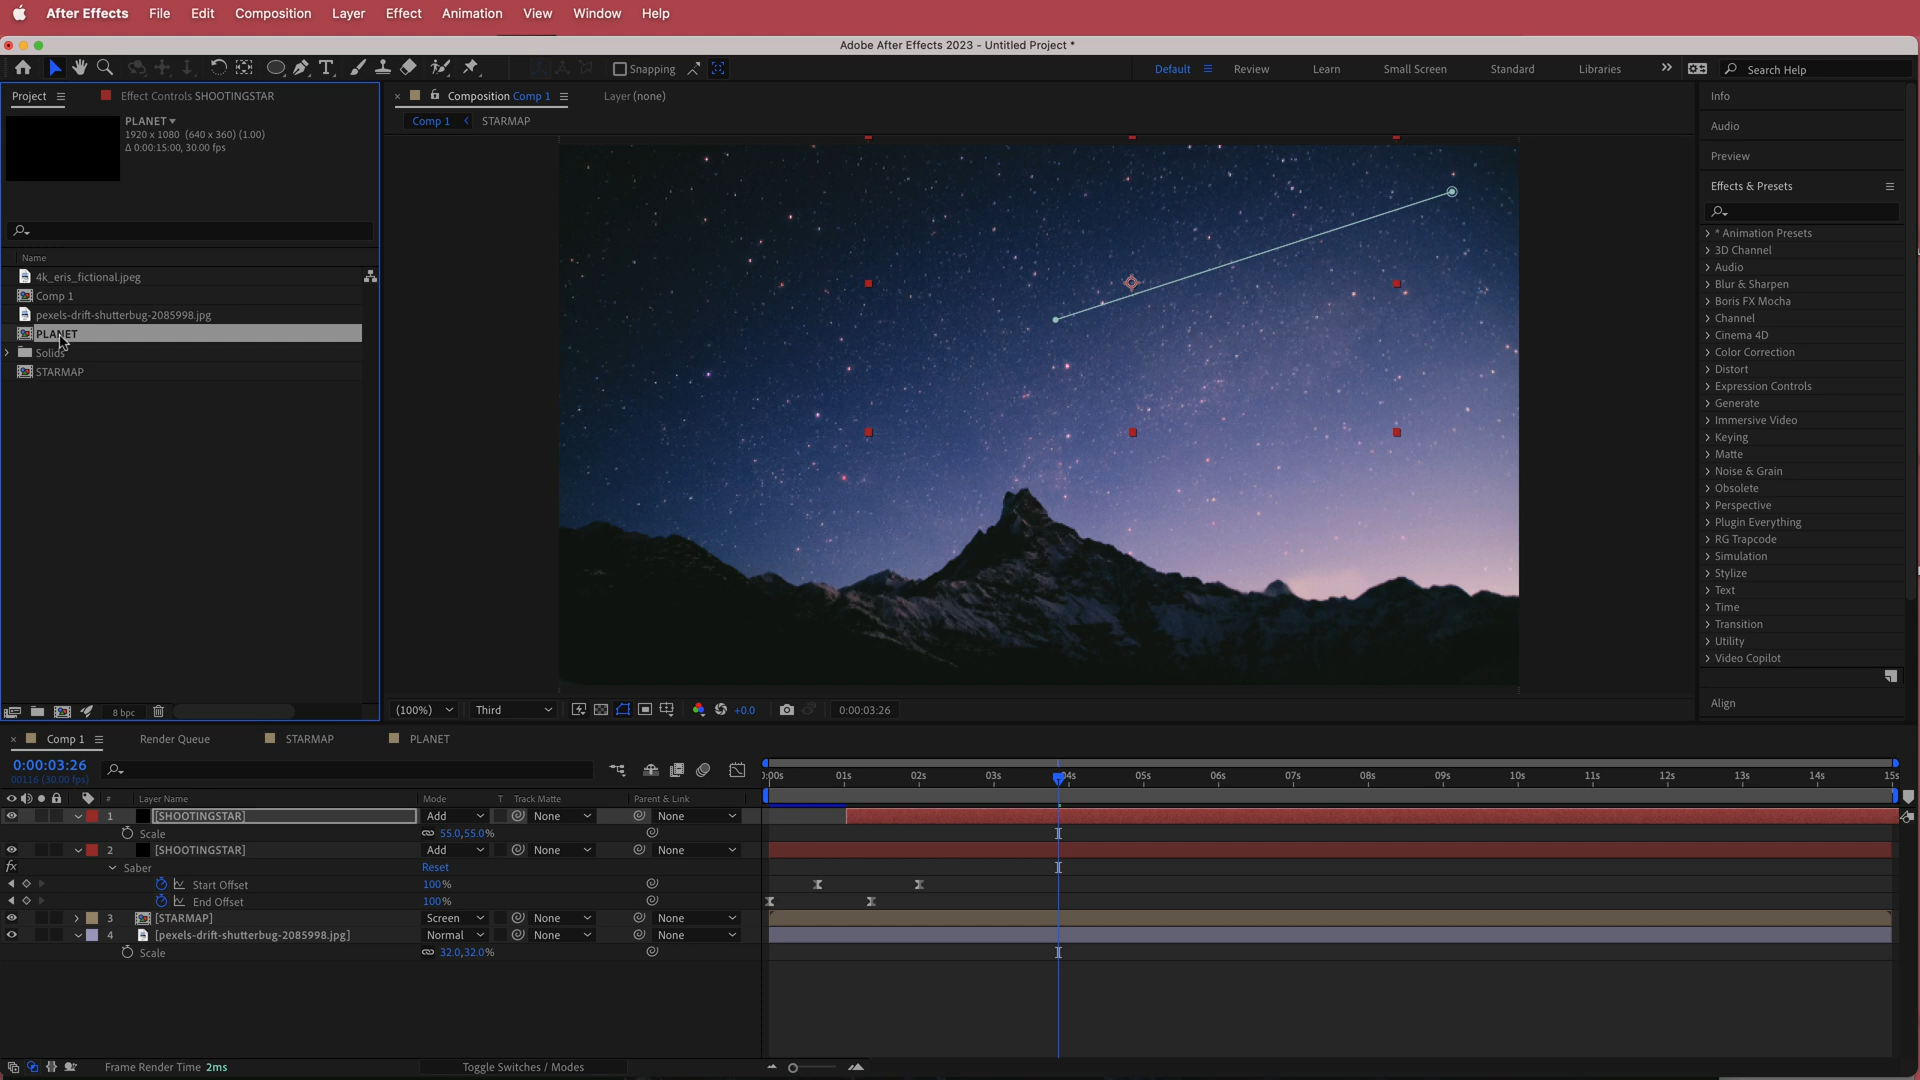 After Effects File Edit Composition Layer Effect Animation View Window Help
Adobe After Effects 2023 - Untitled Project *
Snapping Default Review Learn Small Screen Standard Libraries Search Help
Project Effect Controls SHOOTINGSTAR
PLANET
1920 x 1080 (640 x 360) (1.00)
Δ 0:00:15:00, 30.00 fps
Name
4k_eris_fictional.jpeg
Comp 1
pexels-drift-shutterbug-2085998.jpg
PLANET
Solids
STARMAP
8 bpc
Composition Comp 1 Layer (none)
Comp 1 STARMAP
(100%) Third +0.0 0:00:03:26
Info
Audio
Preview
Effects & Presets
* Animation Presets
3D Channel
Audio
Blur & Sharpen
Boris FX Mocha
Channel
Cinema 4D
Color Correction
Distort
Expression Controls
Generate
Immersive Video
Keying
Matte
Noise & Grain
Obsolete
Perspective
Plugin Everything
RG Trapcode
Simulation
Stylize
Text
Time
Transition
Utility
Video Copilot
Align
Comp 1 Render Queue STARMAP PLANET
0:00:03:26
00116 (30.00 fps)
:00s 01s 02s 03s 04s 05s 06s 07s 08s 09s 10s 11s 12s 13s 14s 15s
# Layer Name Mode T Track Matte Parent & Link
1 [SHOOTINGSTAR] Add None None
Scale 55.0,55.0%
2 [SHOOTINGSTAR] Add None None
fx Saber Reset
Start Offset 100%
End Offset 100%
3 [STARMAP] Screen None None
4 [pexels-drift-shutterbug-2085998.jpg] Normal None None
Scale 32.0,32.0%
Frame Render Time 2ms Toggle Switches / Modes